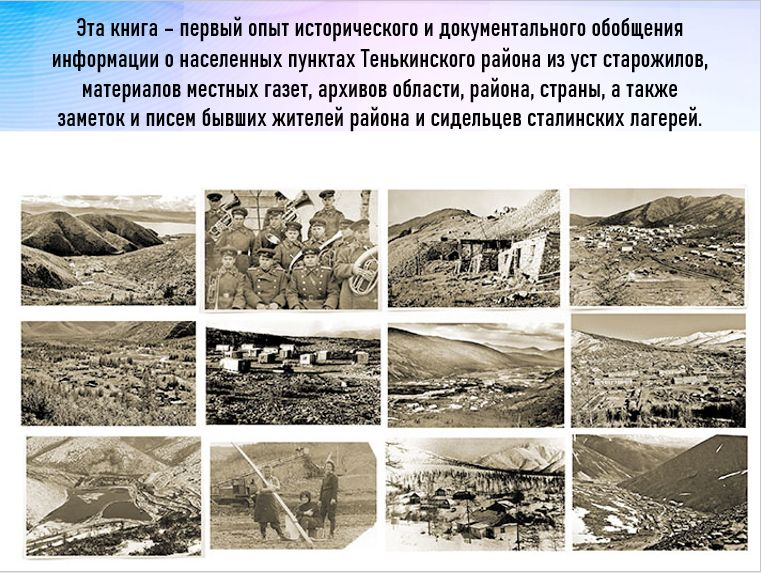 Эта книга – первый опыт исторического и документального обобщения
информации о населенных пунктах Тенькинского района из уст старожилов,
материалов местных газет, архивов области, района, страны, а также
заметок и писем бывших жителей района и сидельцев сталинских лагерей.